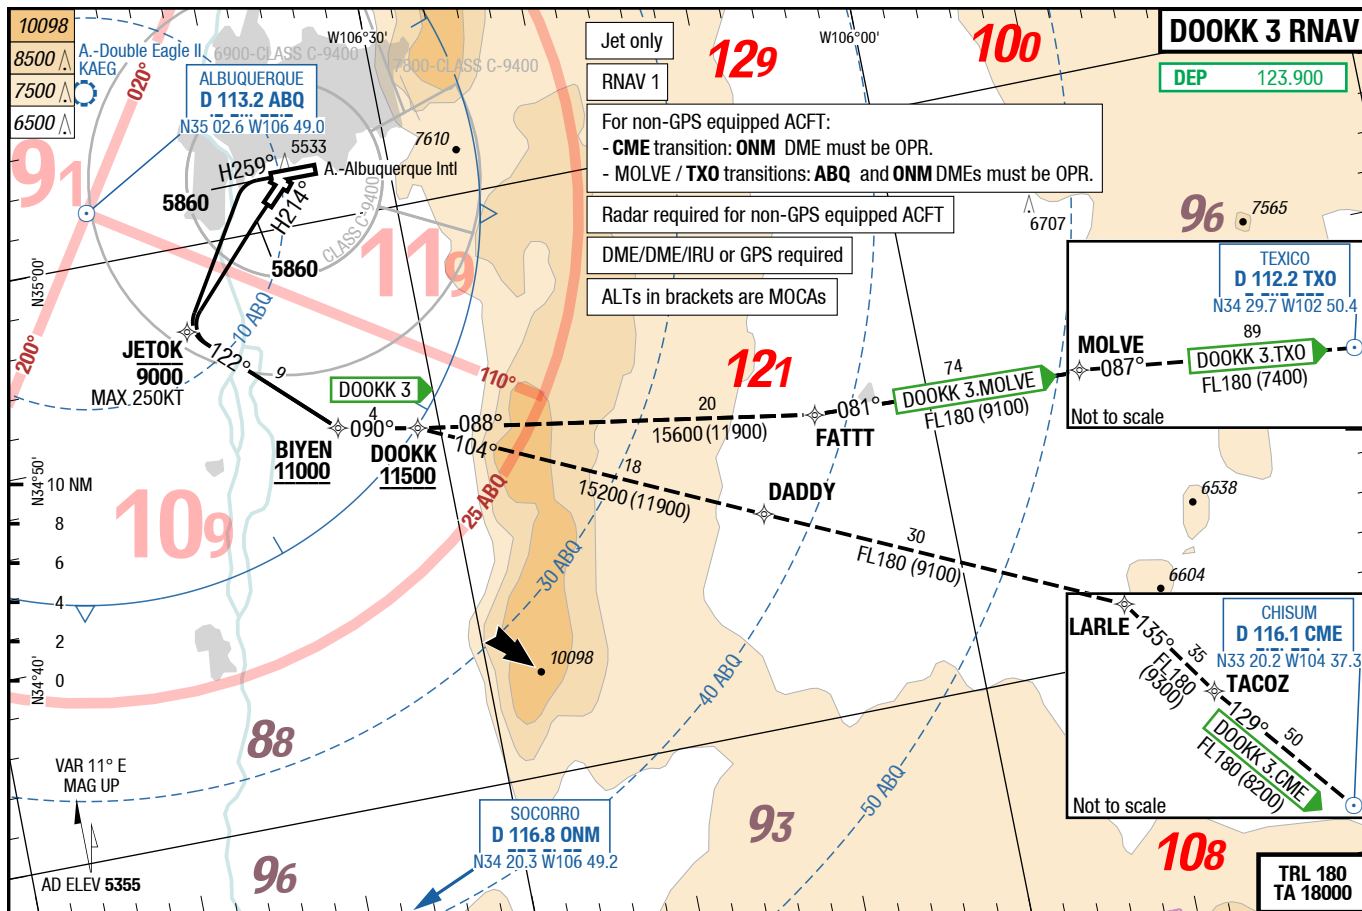 10098
8500
7500
6500
A.-Double Eagle II
KAEG
020°
6900-CLASS C-9400
7800-CLASS C-9400
W106°30'
W106°00'
ALBUQUERQUE
D 113.2 ABQ
N35 02.6 W106 49.0
Jet only
RNAV 1
For non-GPS equipped ACFT:
- CME transition: ONM DME must be OPR.
- MOLVE / TXO transitions: ABQ and ONM DMEs must be OPR.
Radar required for non-GPS equipped ACFT
DME/DME/IRU or GPS required
ALTs in brackets are MOCAs
129
100
DOOKK 3 RNAV
DEP 123.900
91
5533
7610
H259°
A.-Albuquerque Intl
5860
H214°
CLASS C-9400
5860
119
6707
96
7565
TEXICO
D 112.2 TXO
N34 29.7 W102 50.4
N35°00'
200°
10 ABQ
JETOK
9000
MAX 250KT
122°
9
DOOKK 3
110°
121
MOLVE
087°
89
DOOKK 3.TXO
FL180 (7400)
Not to scale
74
DOOKK 3.MOLVE
FL180 (9100)
4
090°
088°
20
15600 (11900)
081°
FATTT
BIYEN
11000
DOOKK
11500
104°
18
15200 (11900)
DADDY
30
FL180 (9100)
N34°50'
10 NM
8
6
4
2
0
N34°40'
109
25 ABQ
30 ABQ
40 ABQ
50 ABQ
6538
6604
10098
LARLE
135°
35
FL180
(9300)
CHISUM
D 116.1 CME
N33 20.2 W104 37.3
TACOZ
129°
50
DOOKK 3.CME
FL180 (8200)
Not to scale
88
VAR 11° E
MAG UP
AD ELEV 5355
96
SOCORRO
D 116.8 ONM
N34 20.3 W106 49.2
93
108
TRL 180
TA 18000